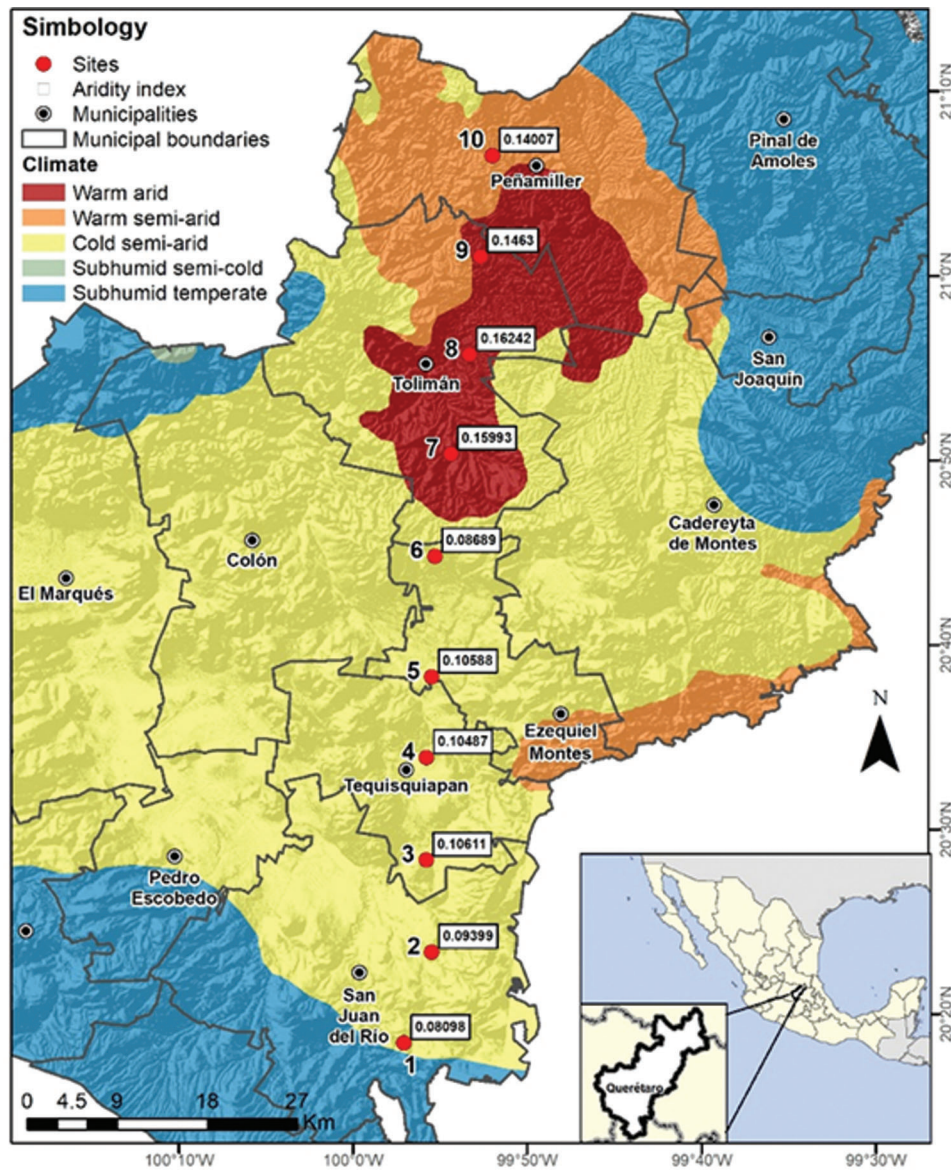 Simbology
Sites
Aridity index
Municipalities
Municipal boundaries
Climate
Warm arid
Warm semi-arid
Cold semi-arid
Subhumid semi-cold
Subhumid temperate
10
0.14007
Peñamiller
Pinal de
Amoles
21°10'N
9
0.1463
21°0'N
8
0.16242
Tolimán
San
Joaquin
7
0.15993
20°50'N
Cadereyta
de Montes
6
0.08689
Colón
El Marqués
5
0.10588
20°40'N
Ezequiel
Montes
4
0.10487
Tequisquiapan
N
3
0.10611
20°30'N
Pedro
Escobedo
2
0.09399
San
Juan
del Río
0.08098
1
20°20'N
Querétaro
0 4.5 9 18 27
Km
100°10'W
100°0'W
99°50'W
99°40'W
99°30'W